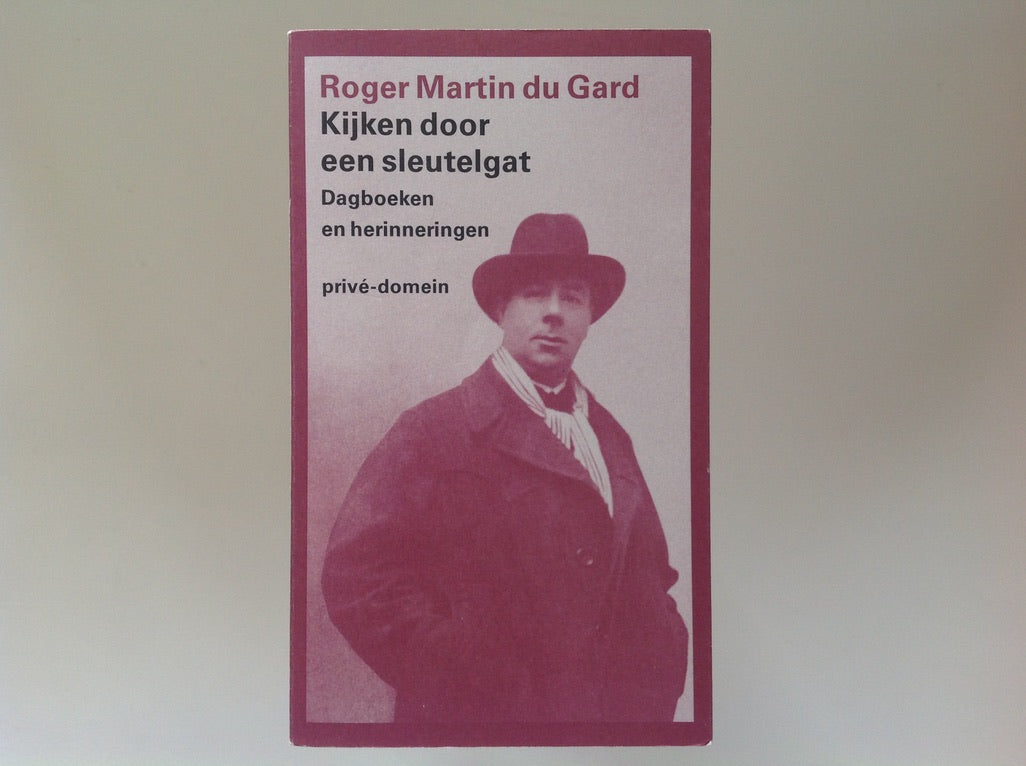 Roger Martin du Gard
Kijken door
een sleutelgat
Dagboeken
en herinneringen
privé-domein